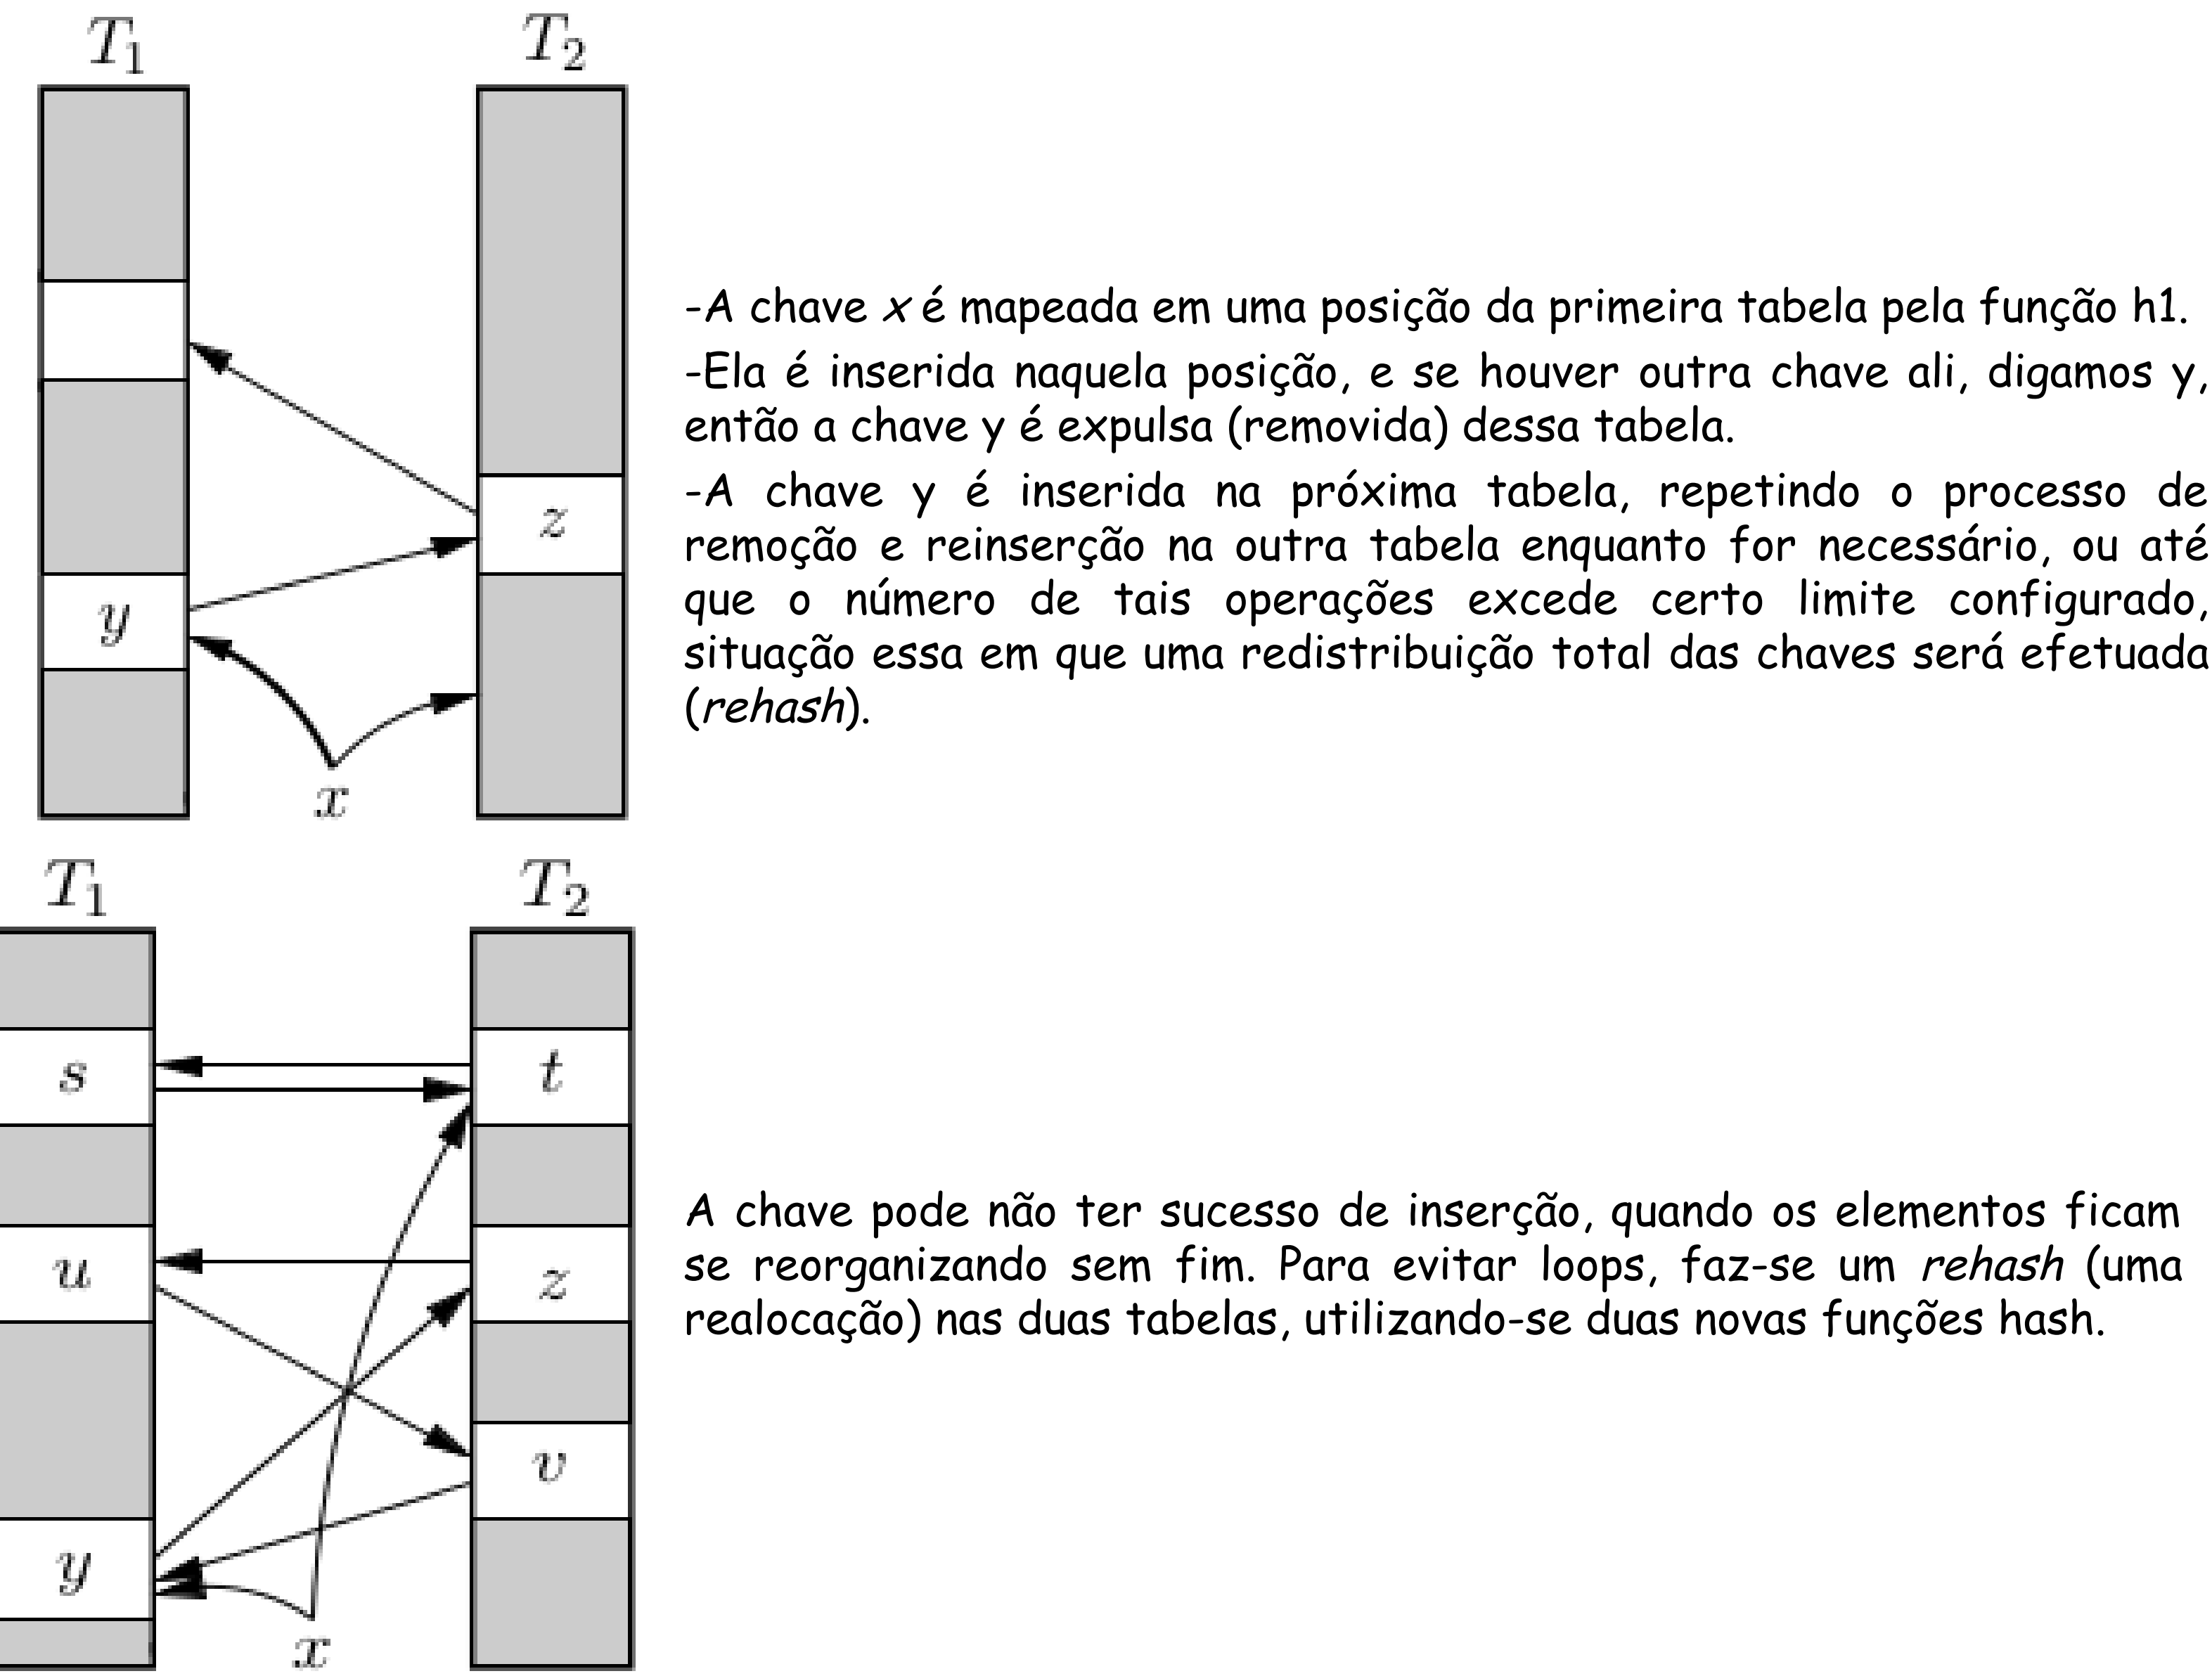 T1 T2
-A chave x é mapeada em uma posição da primeira tabela pela função h1.
-Ela é inserida naquela posição, e se houver outra chave ali, digamos y,
então a chave y é expulsa (removida) dessa tabela.
-A chave y é inserida na próxima tabela, repetindo o processo de
remoção e reinserção na outra tabela enquanto for necessário, ou até
que o número de tais operações excede certo limite configurado,
situação essa em que uma redistribuição total das chaves será efetuada
(rehash).
z
y
x
T1 T2
s t
u z
v
y
x
A chave pode não ter sucesso de inserção, quando os elementos ficam
se reorganizando sem fim. Para evitar loops, faz-se um rehash (uma
realocação) nas duas tabelas, utilizando-se duas novas funções hash.